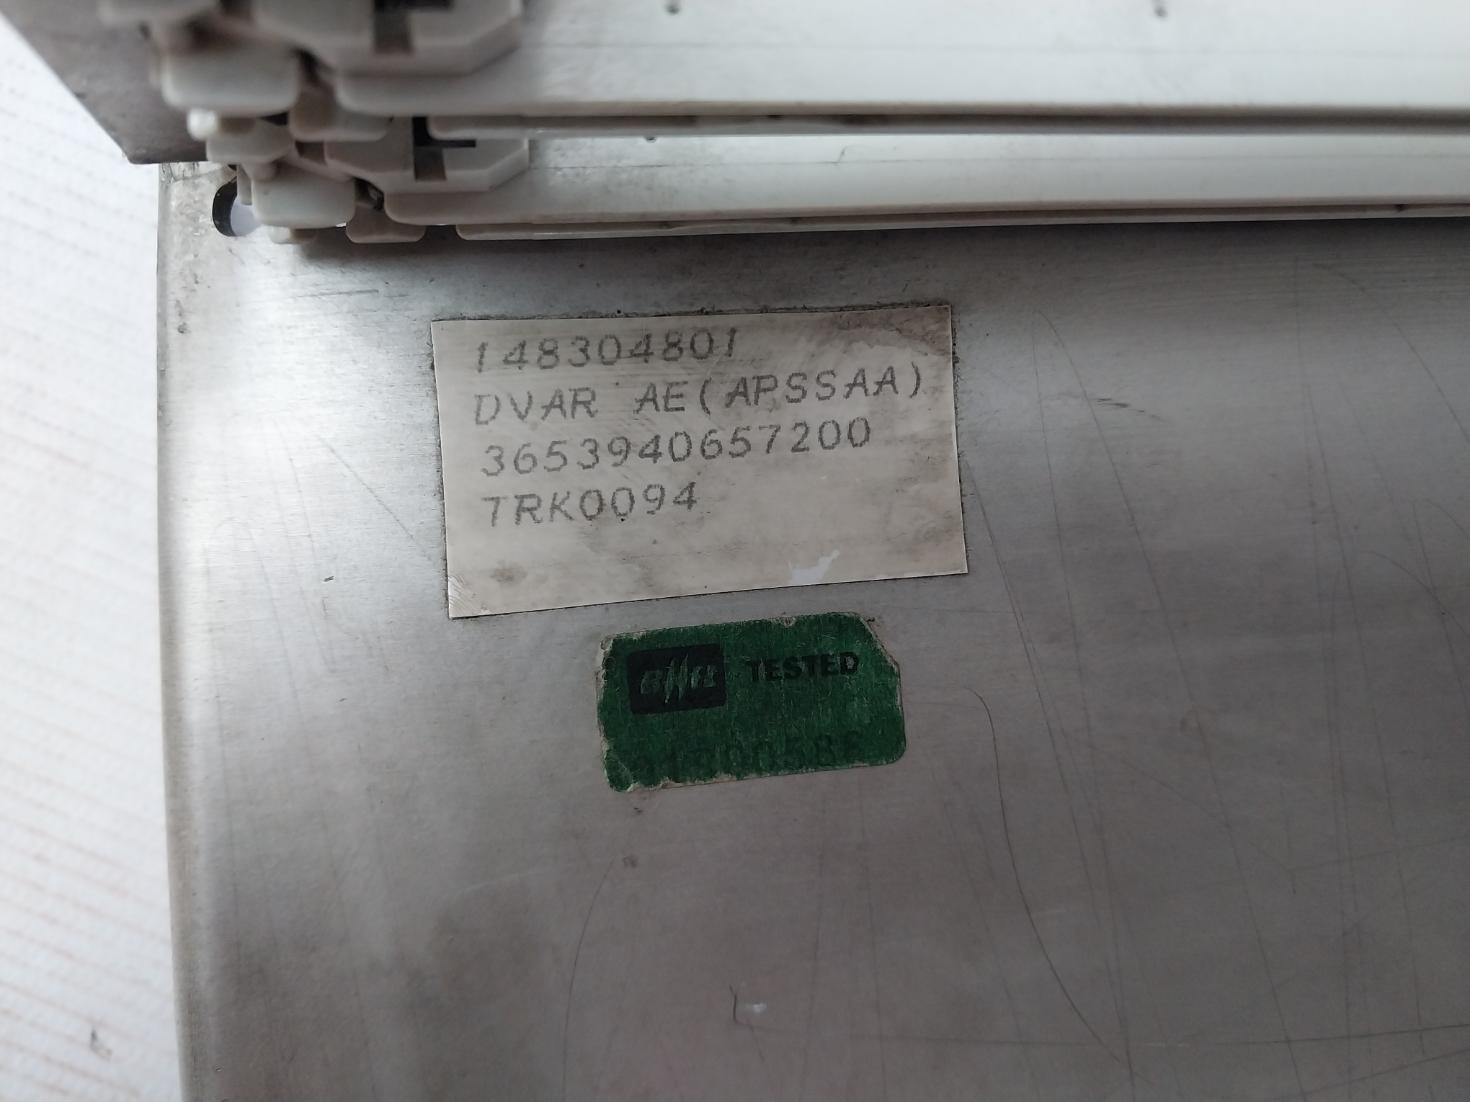 148304801
DVAR AE(APSSAA)
3653940657200
TRK0094
TESTED